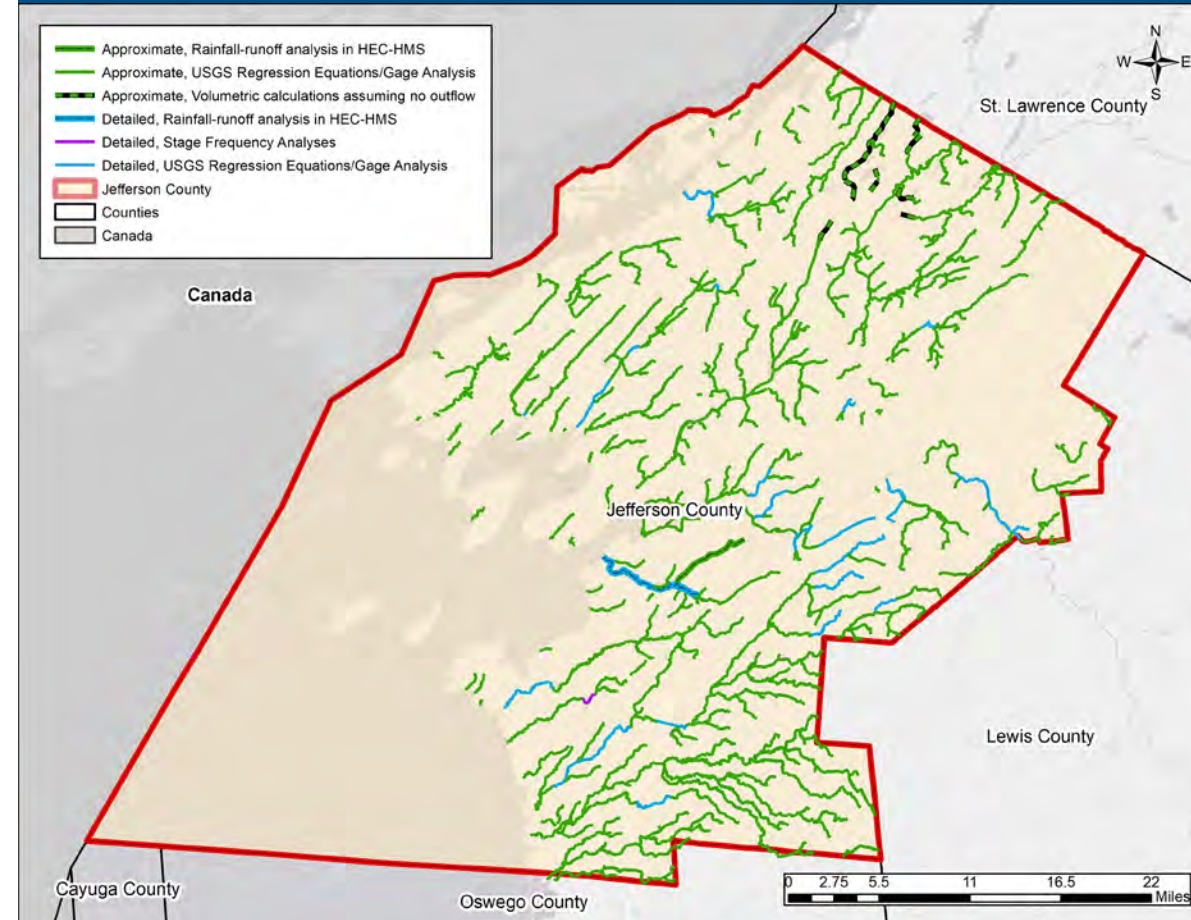 Approximate, Rainfall-runoff analysis in HEC-HMS
Approximate, USGS Regression Equations/Gage Analysis
Approximate, Volumetric calculations assuming no outflow
Detailed, Rainfall-runoff analysis in HEC-HMS
Detailed, Stage Frequency Analyses
Detailed, USGS Regression Equations/Gage Analysis
Jefferson County
Counties
Canada
N
W E
S
St. Lawrence County
Canada
Jefferson County
Lewis County
Cayuga County
Oswego County
0 2.75 5.5 11 16.5 22
Miles